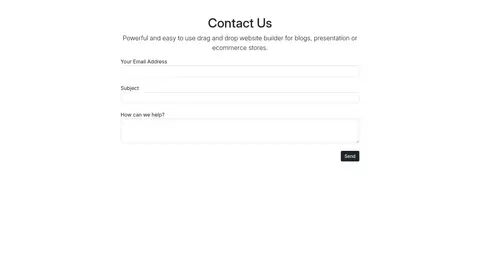 Contact Us
Powerful and easy to use drag and drop website builder for blogs, presentation or
ecommerce stores.
Your Email Address
Subject
How can we help?
Send